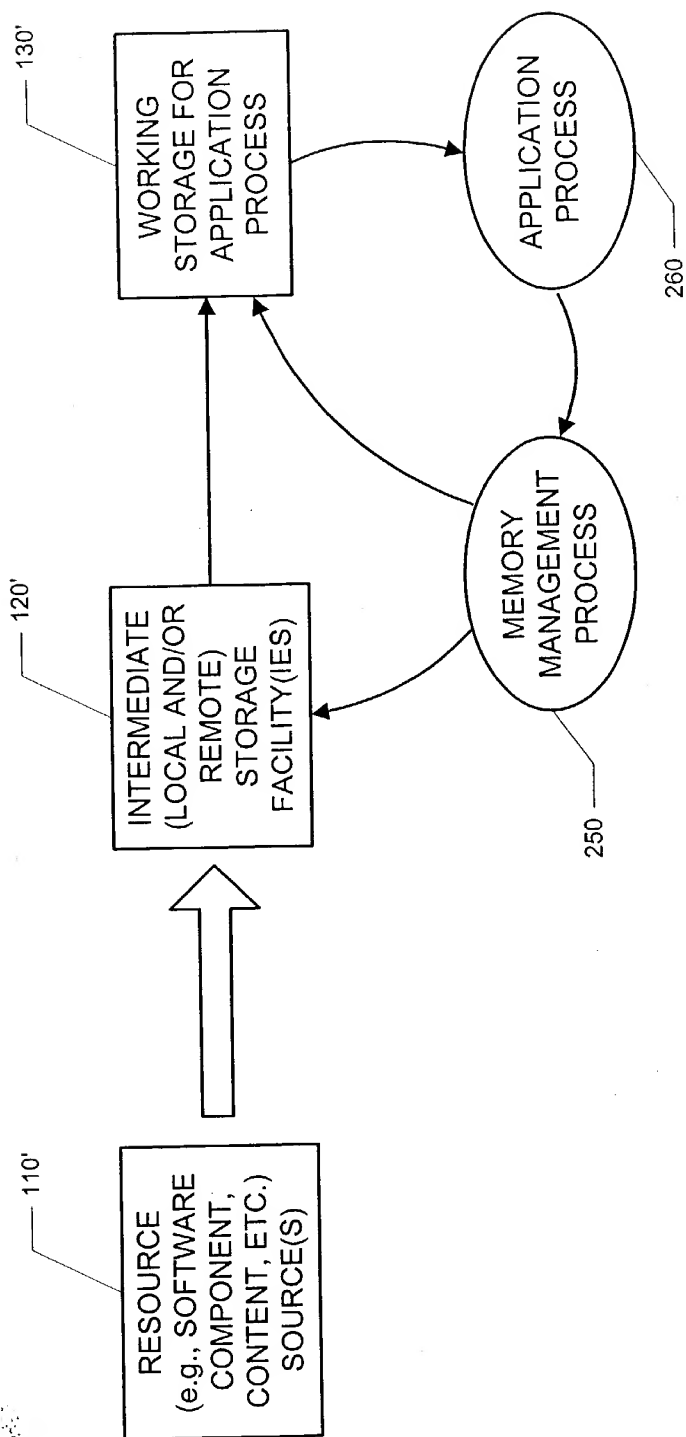 110'
RESOURCE
(e.g., SOFTWARE
COMPONENT,
CONTENT, ETC.)
SOURCE(S)
120'
INTERMEDIATE
(LOCAL AND/OR
REMOTE)
STORAGE
FACILITY(IES)
130'
WORKING
STORAGE FOR
APPLICATION
PROCESS
MEMORY
MANAGEMENT
PROCESS
250
APPLICATION
PROCESS
260